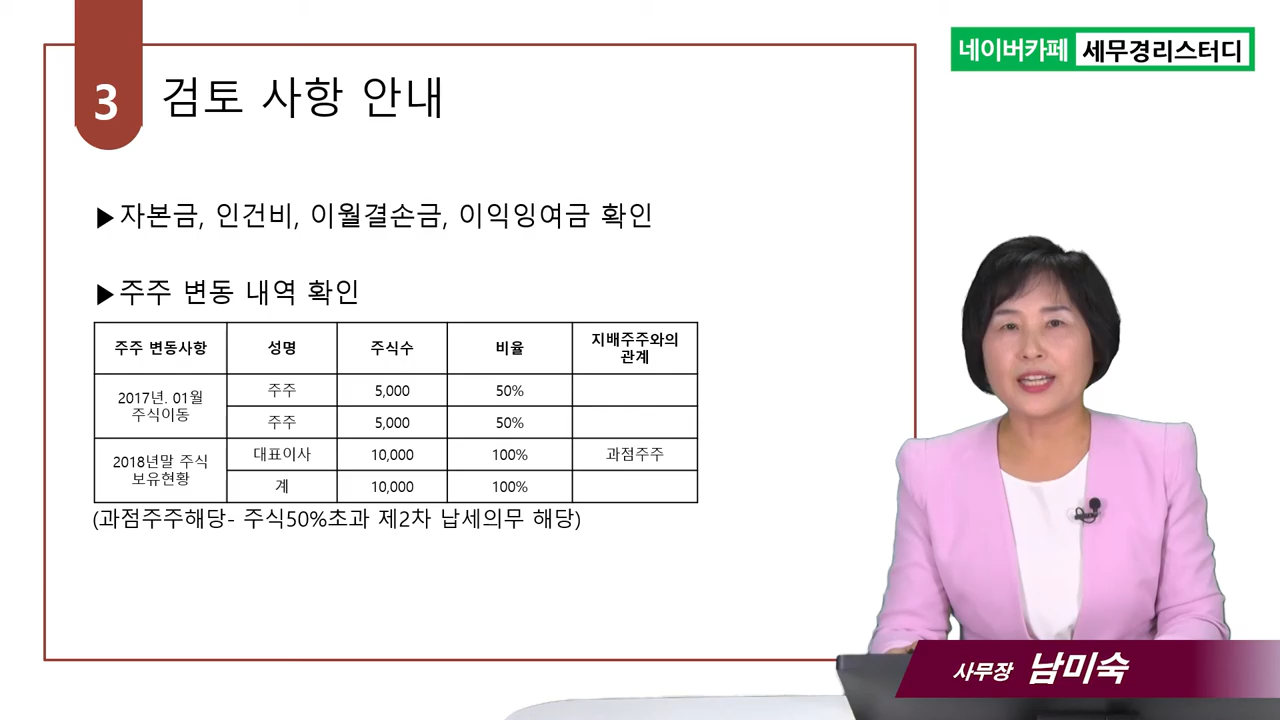 네이버카페 세무경리스터디
3 검토 사항 안내
▶자본금, 인건비, 이월결손금, 이익잉여금 확인
▶주주 변동 내역 확인
주주 변동사항 성명 주식수 비율 지배주주와의 관계
2017년. 01월 주식이동 주주 5,000 50%
주주 5,000 50%
2018년말 주식 보유현황 대표이사 10,000 100% 과점주주
계 10,000 100%
(과점주주해당- 주식50%초과 제2차 납세의무 해당)
사무장 남미숙